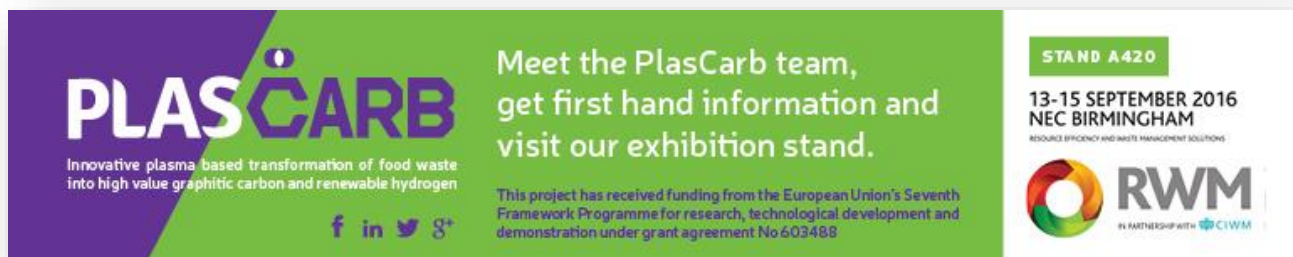 PLASCARB
Innovative plasma based transformation of food waste
into high value graphitic carbon and renewable hydrogen
f in g+
Meet the PlasCarb team,
get first hand information and
visit our exhibition stand.
This project has received funding from the European Union's Seventh
Framework Programme for research, technological development and
demonstration under grant agreement No 603488
STAND A420
13-15 SEPTEMBER 2016
NEC BIRMINGHAM
RESOURCE EFFICIENCY AND WASTE MANAGEMENT SOLUTIONS
RWM
IN PARTNERSHIP WITH CIWM